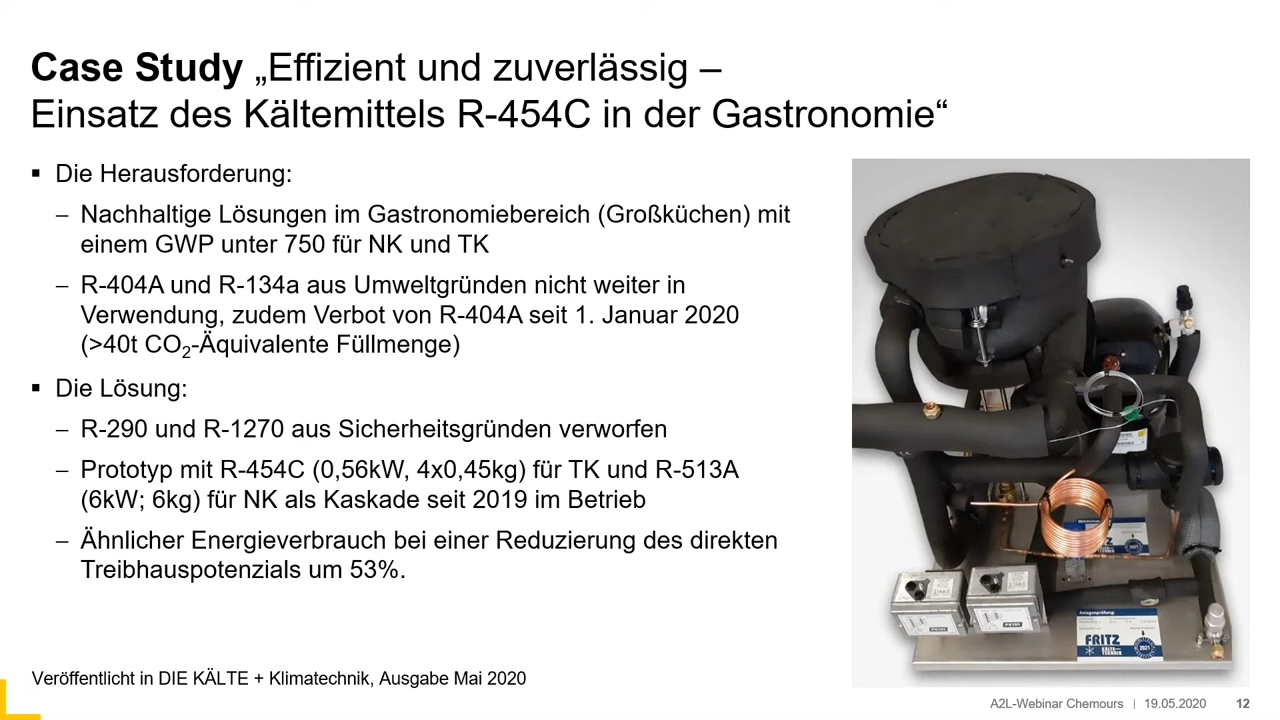 Case Study „Effizient und zuverlässig –
Einsatz des Kältemittels R-454C in der Gastronomie“
▪ Die Herausforderung:
– Nachhaltige Lösungen im Gastronomiebereich (Großküchen) mit
einem GWP unter 750 für NK und TK
– R-404A und R-134a aus Umweltgründen nicht weiter in
Verwendung, zudem Verbot von R-404A seit 1. Januar 2020
(>40t CO₂-Äquivalente Füllmenge)
▪ Die Lösung:
– R-290 und R-1270 aus Sicherheitsgründen verworfen
– Prototyp mit R-454C (0,56kW, 4x0,45kg) für TK und R-513A
(6kW; 6kg) für NK als Kaskade seit 2019 im Betrieb
– Ähnlicher Energieverbrauch bei einer Reduzierung des direkten
Treibhauspotenzials um 53%.
Anlagenprüfung:
FRITZ
KÄLTE
TECHNIK
2021
Veröffentlicht in DIE KÄLTE + Klimatechnik, Ausgabe Mai 2020
A2L-Webinar Chemours | 19.05.2020 12